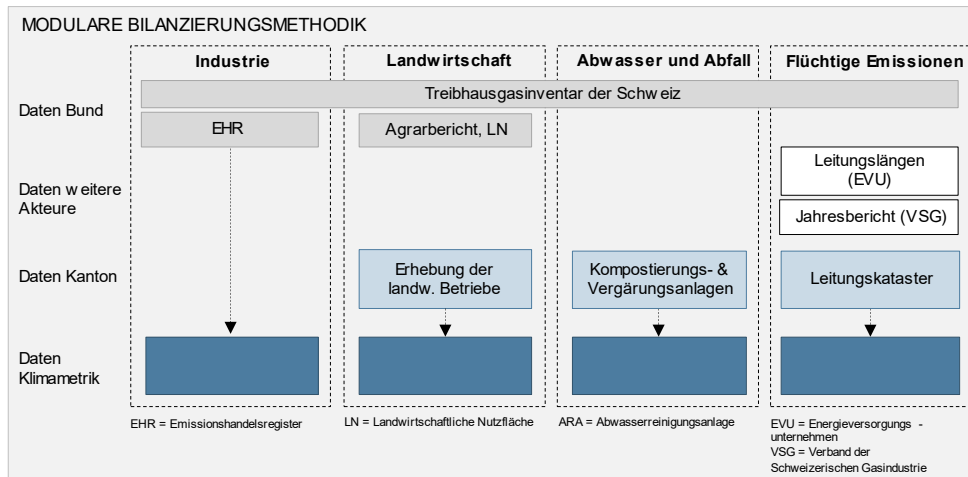 MODULARE BILANZIERUNGSMETHODIK
Industrie
Landwirtschaft
Abwasser und Abfall
Flüchtige Emissionen
Daten Bund
Treibhausgasinventar der Schweiz
EHR
Agrarbericht, LN
Daten weitere
Akteure
Leitungslängen
(EVU)
Jahresbericht (VSG)
Daten Kanton
Erhebung der
landw. Betriebe
Kompostierungs- &
Vergärungsanlagen
Leitungskataster
Daten
Klimametrik
EHR = Emissionshandelsregister
LN = Landwirtschaftliche Nutzfläche
ARA = Abwasserreinigungsanlage
EVU = Energieversorgungs -
unternehmen
VSG = Verband der
Schweizerischen Gasindustrie